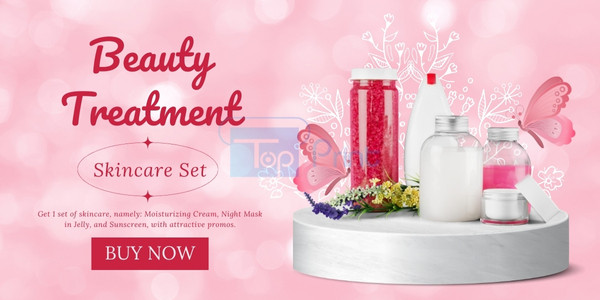 Beauty
Treatment
Skincare Set
Get 1 set of skincare, namely: Moisturizing Cream, Night Mask
in Jelly, and Sunscreen, with attractive promos.
BUY NOW
Top